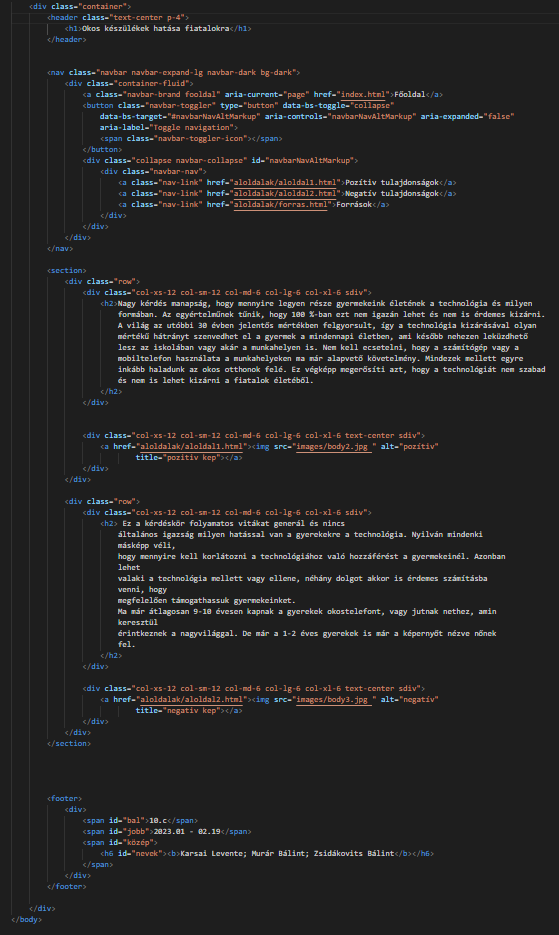 <div class="container">
<header class="text-center p-4">
<h1>Okos készülékek hatása fiatalokra</h1>
</header>
<nav class="navbar navbar-expand-lg navbar-dark bg-dark">
<div class="container-fluid">
<a class="navbar-brand fooldal" aria-current="page" href="index.html">Főoldal</a>
<button class="navbar-toggler" type="button" data-bs-toggle="collapse"
data-bs-target="#navbarNavAltMarkup" aria-controls="navbarNavAltMarkup" aria-expanded="false"
aria-label="Toggle navigation">
<span class="navbar-toggler-icon"></span>
</button>
<div class="collapse navbar-collapse" id="navbarNavAltMarkup">
<div class="navbar-nav">
<a class="nav-link" href="aloldalak/aloldal1.html">Pozitív tulajdonságok</a>
<a class="nav-link" href="aloldalak/aloldal2.html">Negatív tulajdonságok</a>
<a class="nav-link" href="aloldalak/forras.html">Források</a>
</div>
</div>
</div>
</nav>
<section>
<div class="row">
<div class="col-xs-12 col-sm-12 col-md-6 col-lg-6 col-xl-6 sdiv">
<h2>Nagy kérdés manapság, hogy mennyire legyen része gyermekeink életének a technológia és milyen
formában. Az egyértelműnek tűnik, hogy 100 %-ban ezt nem igazán lehet és nem is érdemes kizárni.
A világ az utóbbi 30 évben jelentős mértékben felgyorsult, így a technológia kizárásával olyan
mértékű hátrányt szenvedhet el a gyermek a mindennapi életben, ami később nehezen leküzdhető
lesz az iskolában vagy akár a munkahelyen is. Nem kell ecsetelni, hogy a számítógép vagy a
mobiltelefon használata a munkahelyeken ma már alapvető követelmény. Mindezek mellett egyre
inkább haladunk az okos otthonok felé. Ez végképp megerősíti azt, hogy a technológiát nem szabad
és nem is lehet kizárni a fiatalok életéből.
</h2>
</div>
<div class="col-xs-12 col-sm-12 col-md-6 col-lg-6 col-xl-6 text-center sdiv">
<a href="aloldalak/aloldal1.html"><img src="images/body2.jpg " alt="pozitív"
title="pozitív kep"></a>
</div>
</div>
<div class="row">
<div class="col-xs-12 col-sm-12 col-md-6 col-lg-6 col-xl-6 sdiv">
<h2> Ez a kérdéskör folyamatos vitákat generál és nincs
általános igazság milyen hatással van a gyerekekre a technológia. Nyilván mindenki
másképp véli,
hogy mennyire kell korlátozni a technológiához való hozzáférést a gyermekeinél. Azonban
lehet
valaki a technológia mellett vagy ellene, néhány dolgot akkor is érdemes számításba
venni, hogy
megfelelően támogathassuk gyermekeinket.
Ma már átlagosan 9-10 évesen kapnak a gyerekek okostelefont, vagy jutnak nethez, amin
keresztül
érintkeznek a nagyvilággal. De már a 1-2 éves gyerekek is már a képernyőt nézve nőnek
fel.
</h2>
</div>
<div class="col-xs-12 col-sm-12 col-md-6 col-lg-6 col-xl-6 text-center sdiv">
<a href="aloldalak/aloldal2.html"><img src="images/body3.jpg " alt="negatív"
title="negatív kep"></a>
</div>
</div>
</section>
<footer>
<div>
<span id="bal">10.c</span>
<span id="jobb">2023.01 - 02.19</span>
<span id="közép">
<h6 id="nevek"><b>Karsai Levente; Murár Bálint; Zsidákovits Bálint</b></h6>
</span>
</div>
</footer>
</div>
</body>